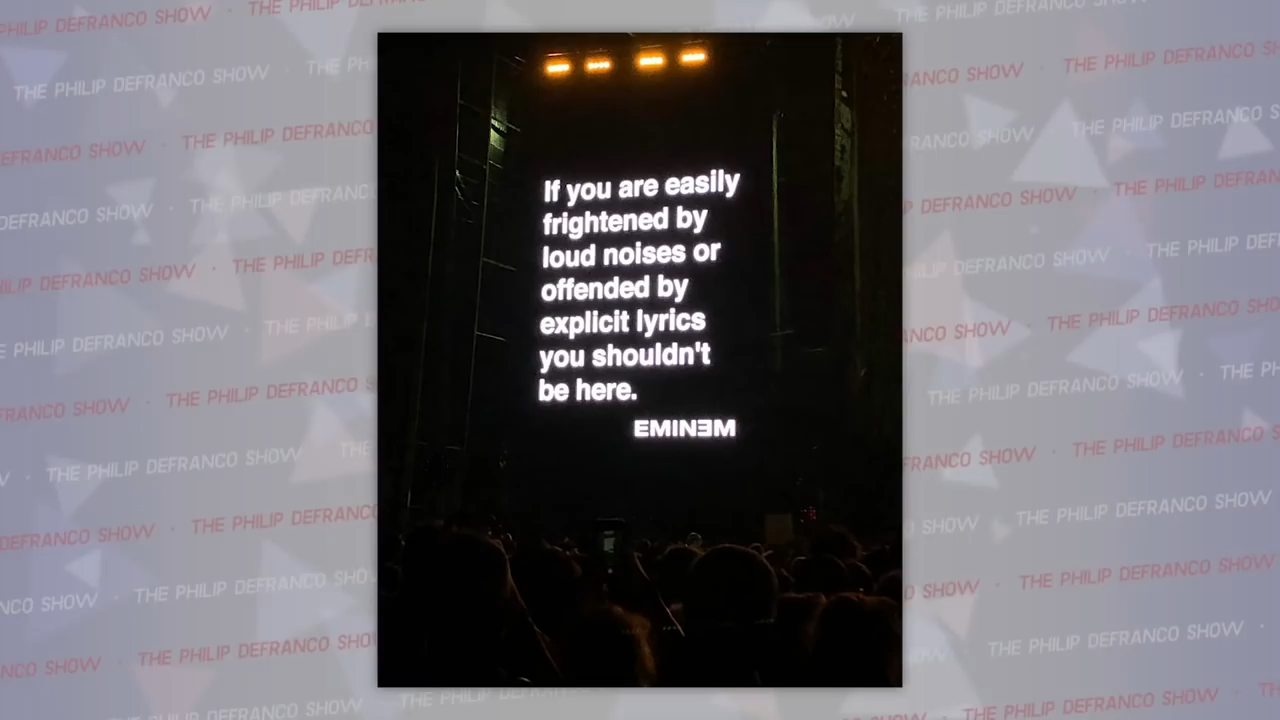 If you are easily
frightened by
loud noises or
offended by
explicit lyrics
you shouldn't
be here.
EMINEM
THE PHILIP DEFRANCO SHOW